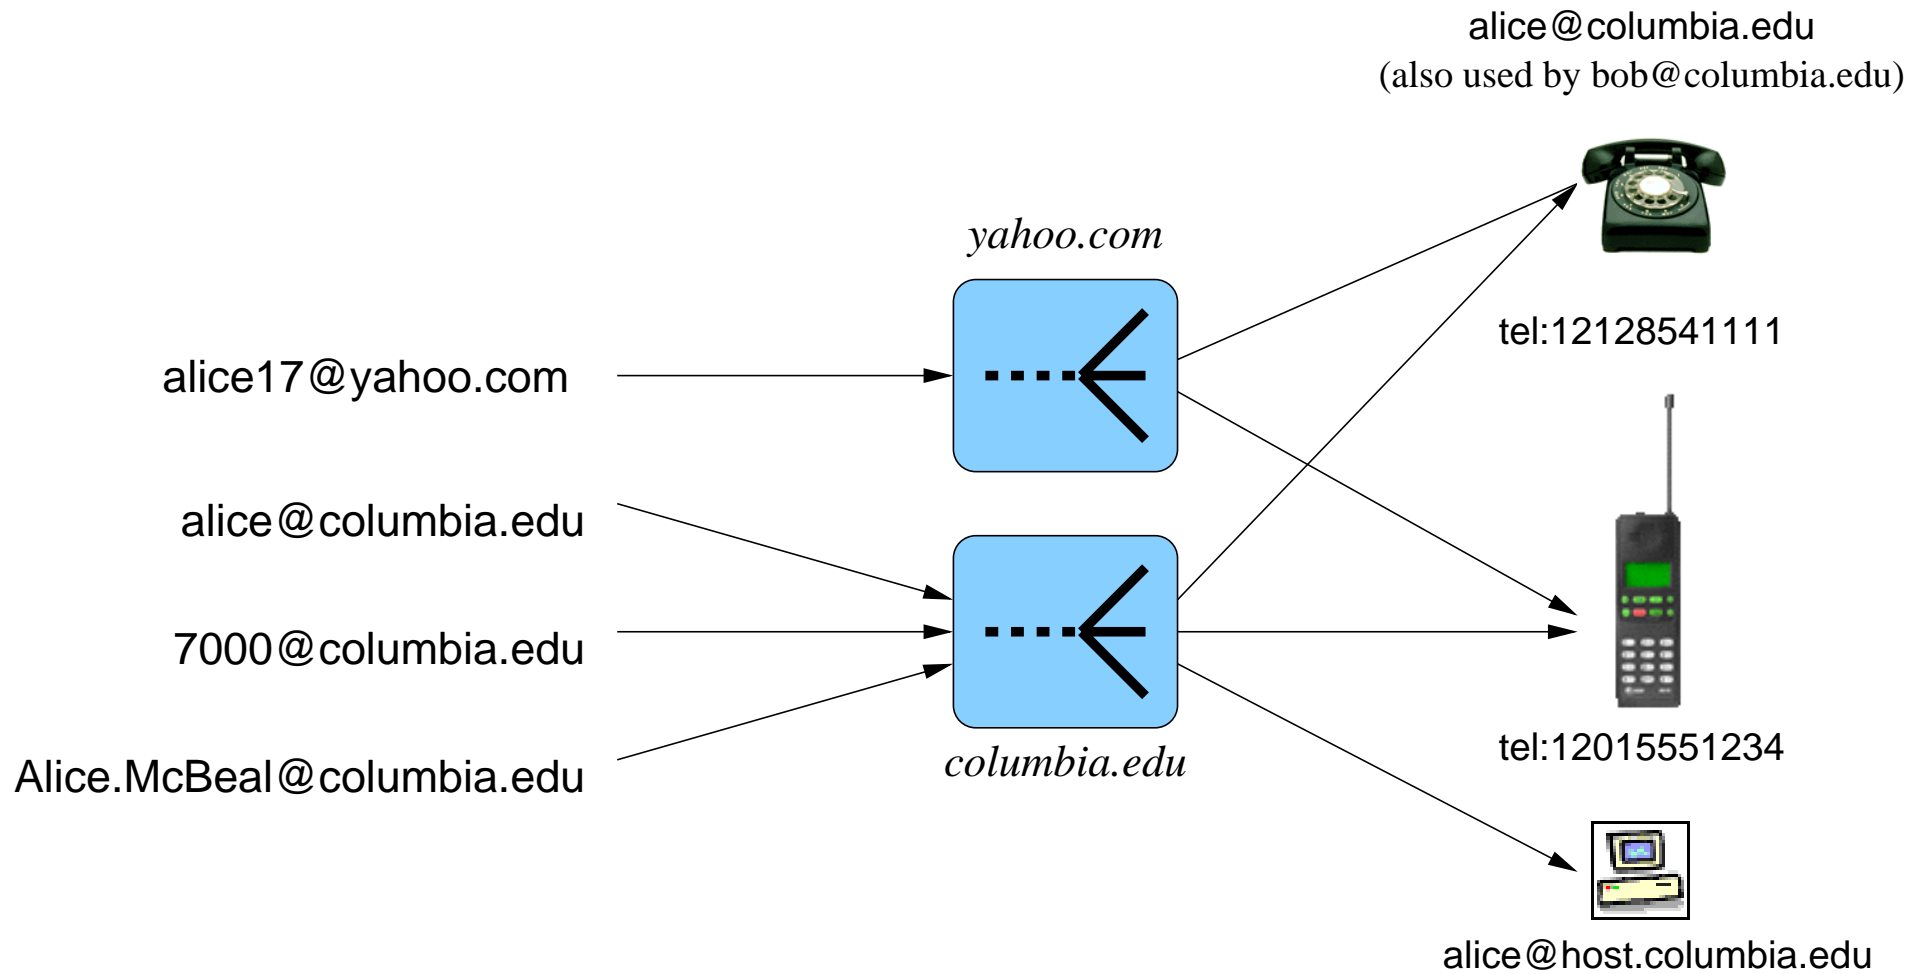 alice@columbia.edu
(also used by bob@columbia.edu)
yahoo.com
tel:12128541111
alice17@yahoo.com
alice@columbia.edu
7000@columbia.edu
Alice.McBeal@columbia.edu
columbia.edu
tel:12015551234
alice@host.columbia.edu